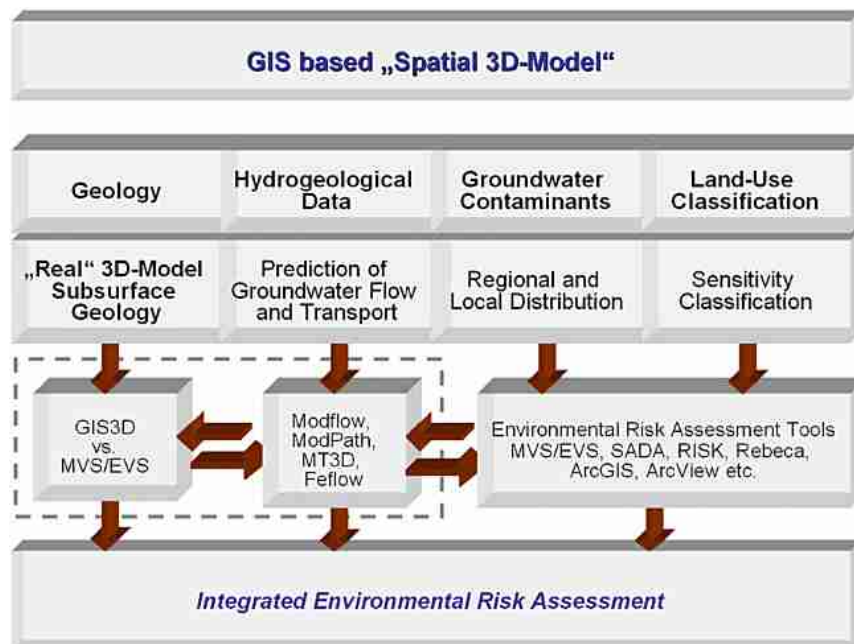 GIS based „Spatial 3D-Model“
Geology
Hydrogeological
Data
Groundwater
Contaminants
Land-Use
Classification
„Real“ 3D-Model
Subsurface
Geology
Prediction of
Groundwater Flow
and Transport
Regional and
Local Distribution
Sensitivity
Classification
GIS3D
vs.
MVS/EVS
Modflow,
ModPath,
MT3D,
Feflow
Environmental Risk Assessment Tools
MVS/EVS, SADA, RISK, Rebeca,
ArcGIS, ArcView etc.
Integrated Environmental Risk Assessment